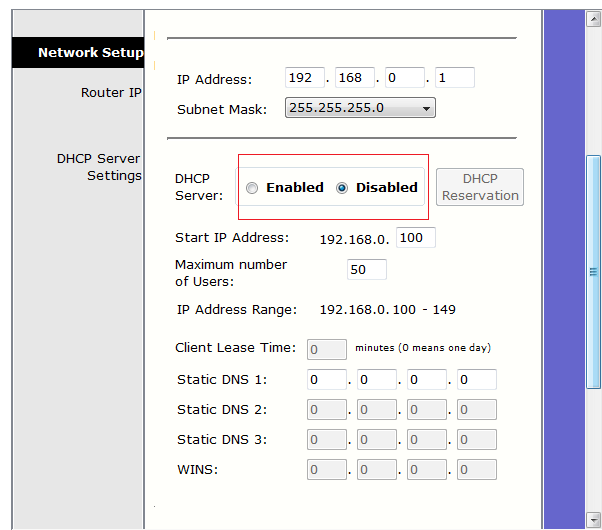 Network Setup
Router IP
IP Address: 192 . 168 . 0 . 1
Subnet Mask: 255.255.255.0
DHCP Server
Settings
DHCP
Server:
Enabled Disabled
DHCP
Reservation
Start IP Address: 192.168.0. 100
Maximum number
of Users:
50
IP Address Range: 192.168.0.100 - 149
Client Lease Time: 0 minutes (0 means one day)
Static DNS 1: 0 . 0 . 0 . 0
Static DNS 2: 0 . 0 . 0 . 0
Static DNS 3: 0 . 0 . 0 . 0
WINS: 0 . 0 . 0 . 0